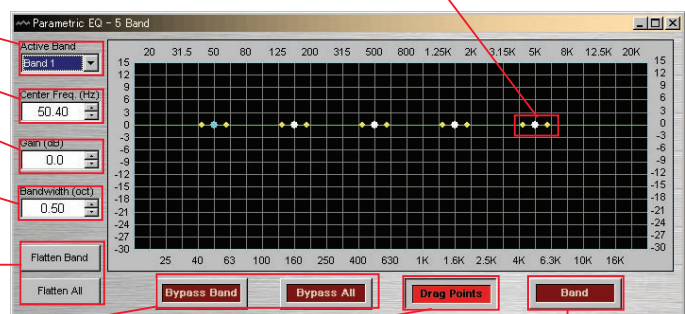 Parametric EQ - 5 Band
Active Band
Band 1
Center Freq. (Hz)
50.40
Gain (dB)
0.0
Bandwidth (oct)
0.50
Flatten Band
Flatten All
20 31.5 50 80 125 200 315 500 800 1.25K 2K 3.15K 5K 8K 12.5K 20K
15 15
12 12
9 9
6 6
3 3
0 0
-3 -3
-6 -6
-9 -9
-12 -12
-15 -15
-18 -18
-21 -21
-24 -24
-27 -27
-30 -30
25 40 63 100 160 250 400 630 1K 1.6K 2.5K 4K 6.3K 10K 16K
Bypass Band Bypass All Drag Points Band